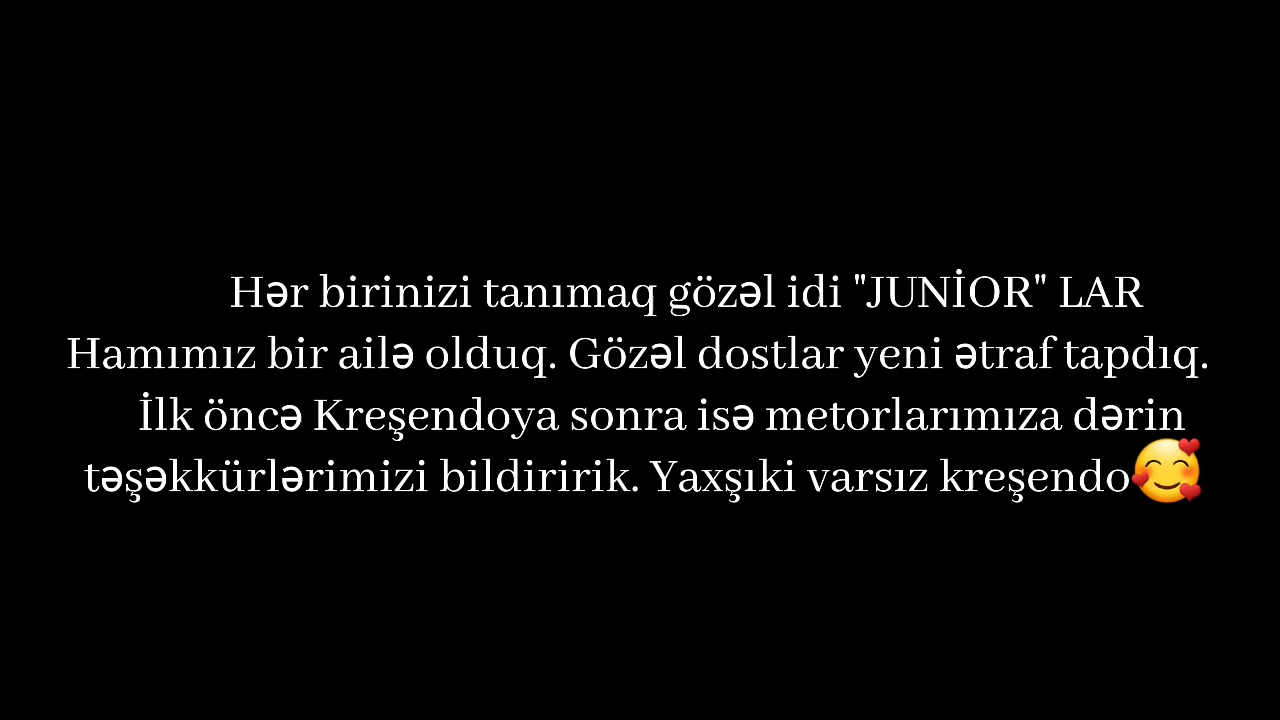 Hər birinizi tanımaq gözəl idi "JUNİOR" LAR
Hamımız bir ailə olduq. Gözəl dostlar yeni ətraf tapdıq.
İlk öncə Kreşendoya sonra isə metorlarımıza dərin
təşəkkürlərimizi bildiririk. Yaxşıki varsız kreşendo🥰